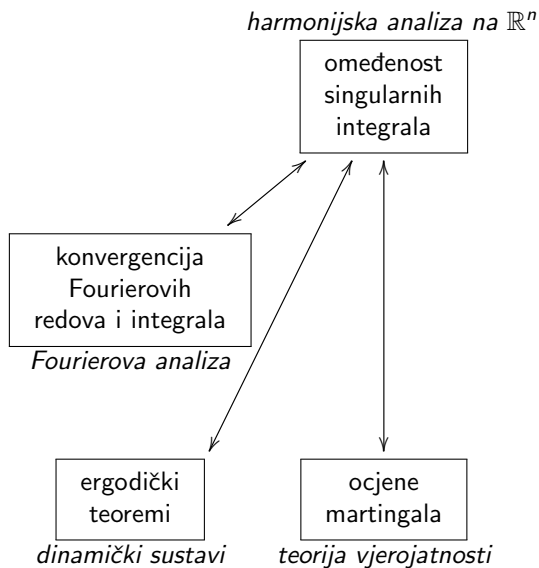 harmonijska analiza na ℝⁿ
omeđenost
singularnih
integrala
konvergencija
Fourierovih
redova i integrala
Fourierova analiza
ergodički
teoremi
dinamički sustavi
ocjene
martingala
teorija vjerojatnosti